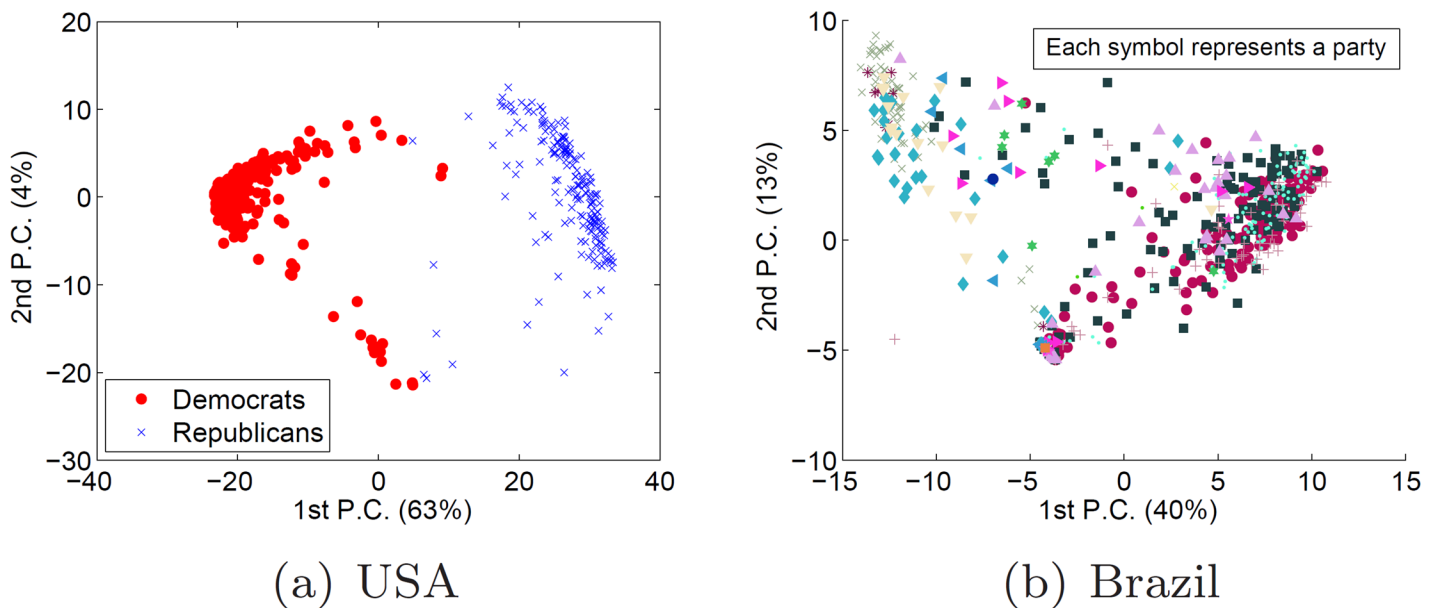 20
10
0
−10
−20
−30
−40
−20
0
20
40
2nd P.C. (4%)
1st P.C. (63%)
Democrats
Republicans
(a) USA
10
5
0
−5
−10
−15
−10
−5
0
5
10
15
2nd P.C. (13%)
1st P.C. (40%)
Each symbol represents a party
(b) Brazil